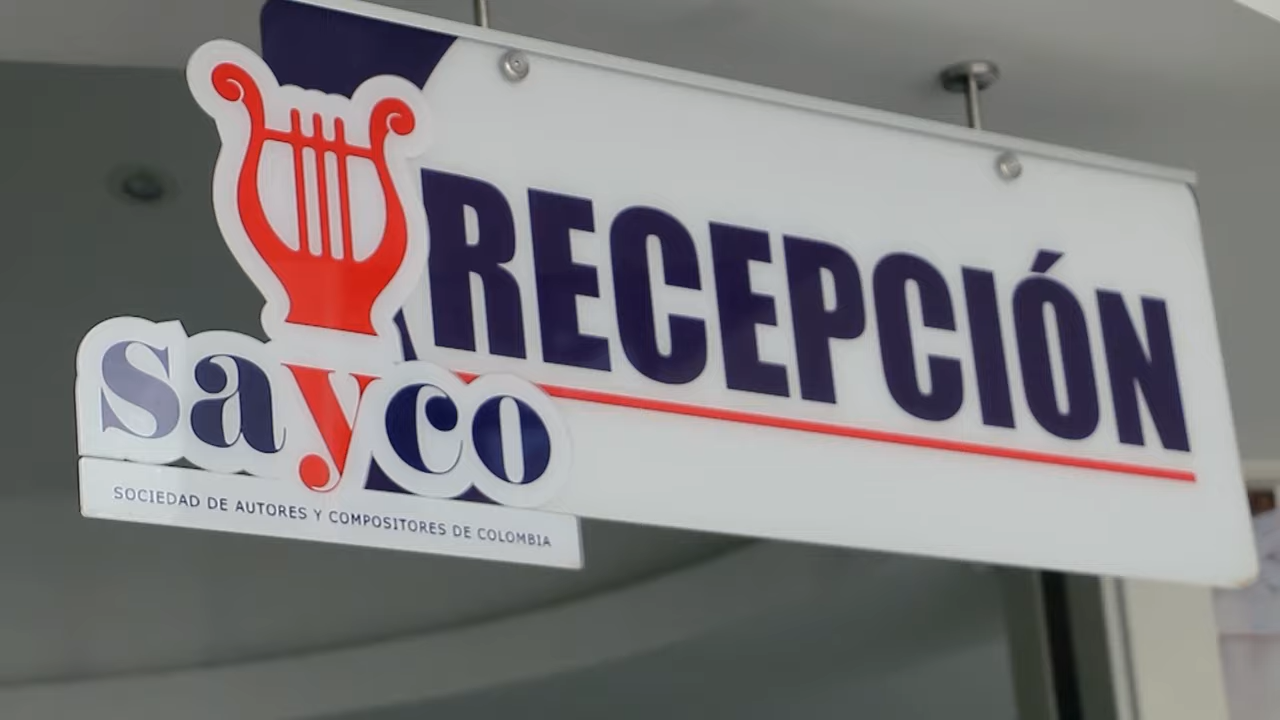 RECEPCIÓN
sayco
SOCIEDAD DE AUTORES Y COMPOSITORES DE COLOMBIA